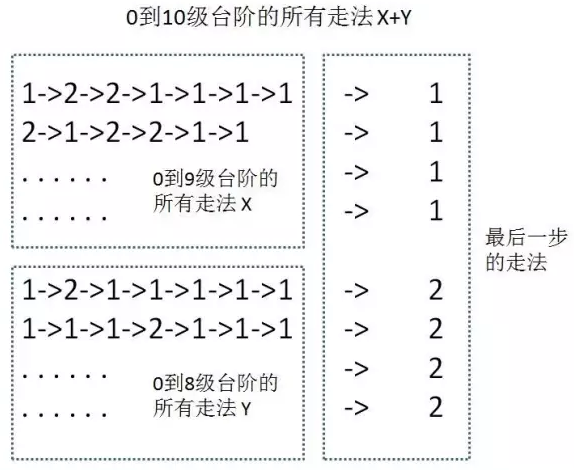 0到10级台阶的所有走法 X+Y
1->2->2->1->1->1->1 -> 1
2->1->2->2->1->1 -> 1
...... 0到9级台阶的 -> 1
...... 所有走法 X -> 1
最后一步
的走法
1->2->1->1->1->1->1 -> 2
1->1->1->2->1->1->1 -> 2
...... 0到8级台阶的 -> 2
...... 所有走法 Y -> 2